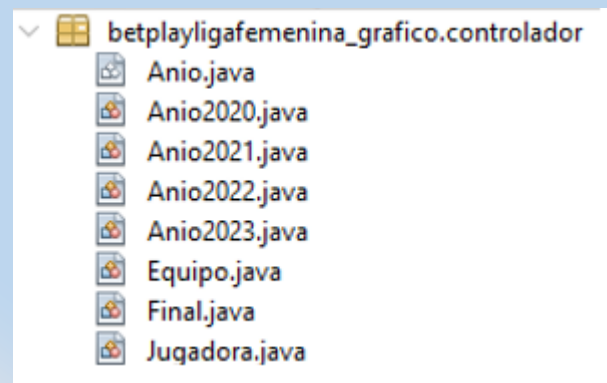 betplayligafemenina_grafico.controlador
Anio.java
Anio2020.java
Anio2021.java
Anio2022.java
Anio2023.java
Equipo.java
Final.java
Jugadora.java